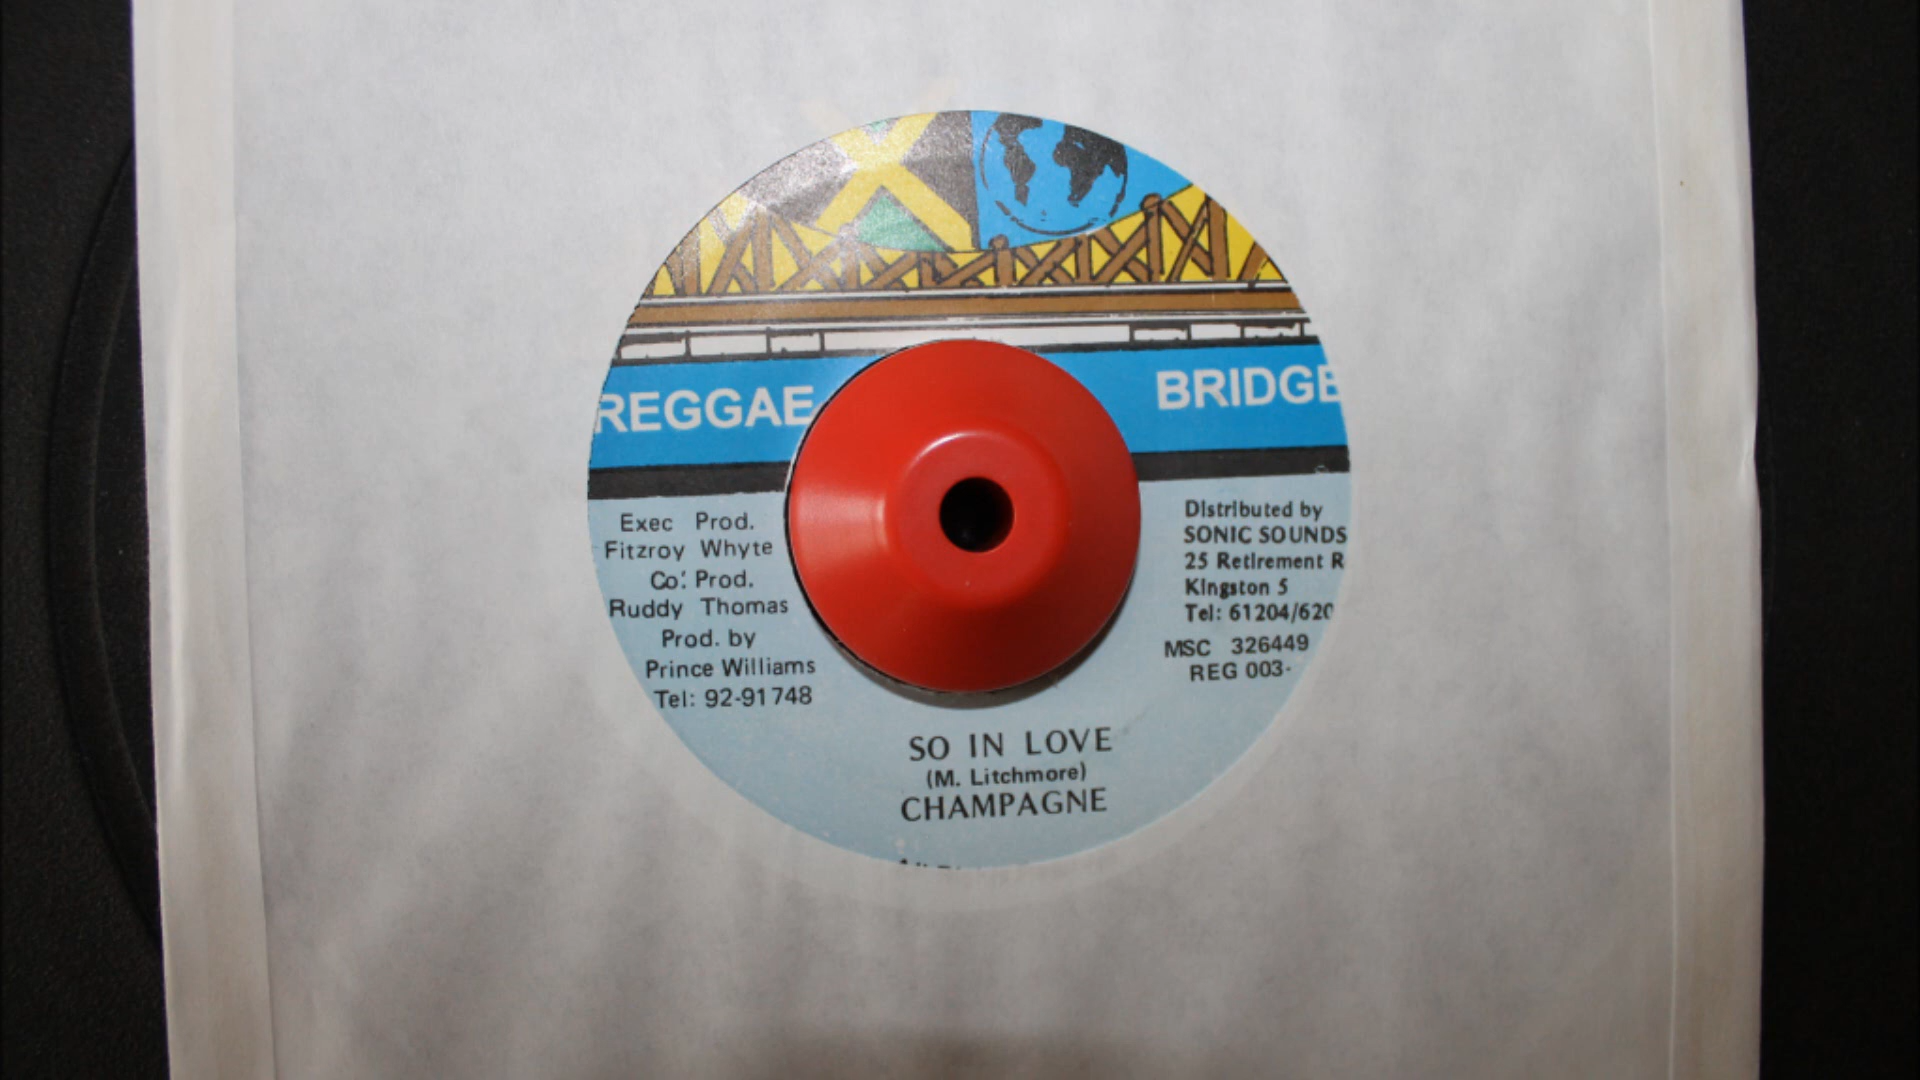 REGGAE BRIDGE
Exec Prod.
Fitzroy Whyte
Co. Prod.
Ruddy Thomas
Prod. by
Prince Williams
Tel: 92-91748
Distributed by
SONIC SOUNDS
25 Retirement R
Kingston 5
Tel: 61204/620
MSC 326449
REG 003-
SO IN LOVE
(M. Litchmore)
CHAMPAGNE